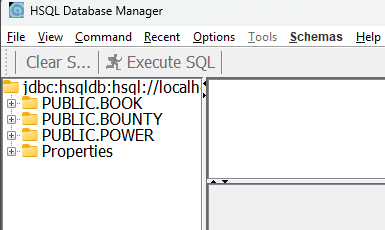 HSQL Database Manager
File View Command Recent Options Tools Schemas Help
Clear S... Execute SQL
jdbc:hsqldb:hsql://localh
PUBLIC.BOOK
PUBLIC.BOUNTY
PUBLIC.POWER
Properties